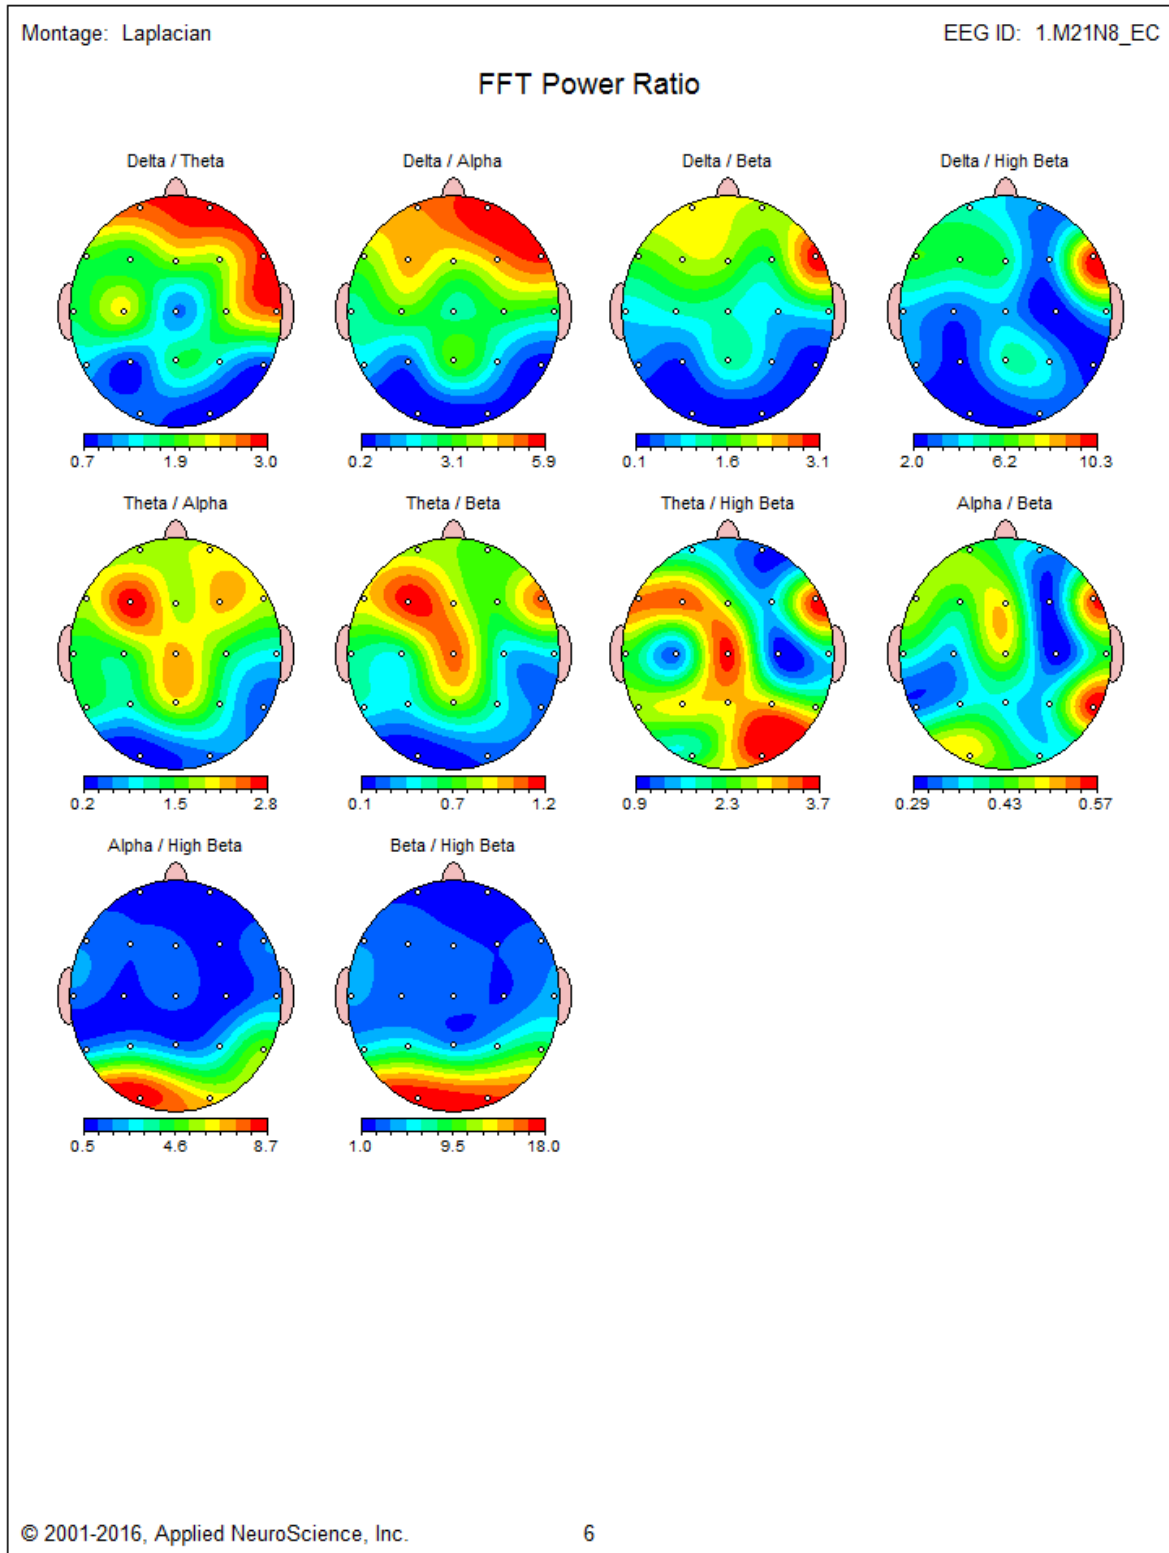 Montage: Laplacian EEG ID: 1.M21N8_EC
FFT Power Ratio
Delta / Theta Delta / Alpha Delta / Beta Delta / High Beta
0.7 1.9 3.0 0.2 3.1 5.9 0.1 1.6 3.1 2.0 6.2 10.3
Theta / Alpha Theta / Beta Theta / High Beta Alpha / Beta
0.2 1.5 2.8 0.1 0.7 1.2 0.9 2.3 3.7 0.29 0.43 0.57
Alpha / High Beta Beta / High Beta
0.5 4.6 8.7 1.0 9.5 18.0
© 2001-2016, Applied NeuroScience, Inc. 6